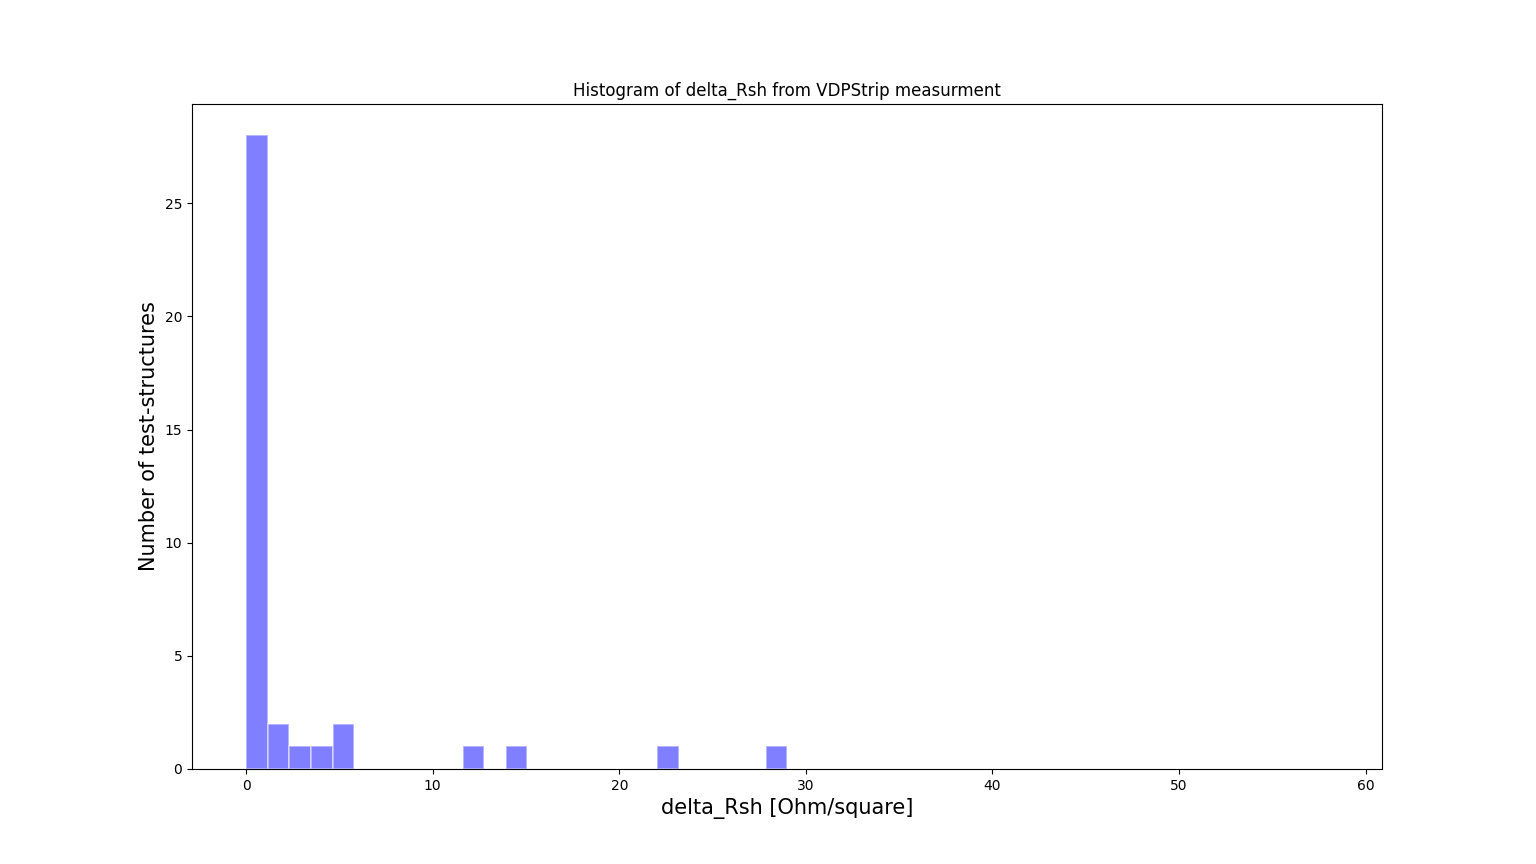 Histogram of delta_Rsh from VDPStrip measurment
Number of test-structures
25
20
15
10
5
0
0 10 20 30 40 50 60
delta_Rsh [Ohm/square]